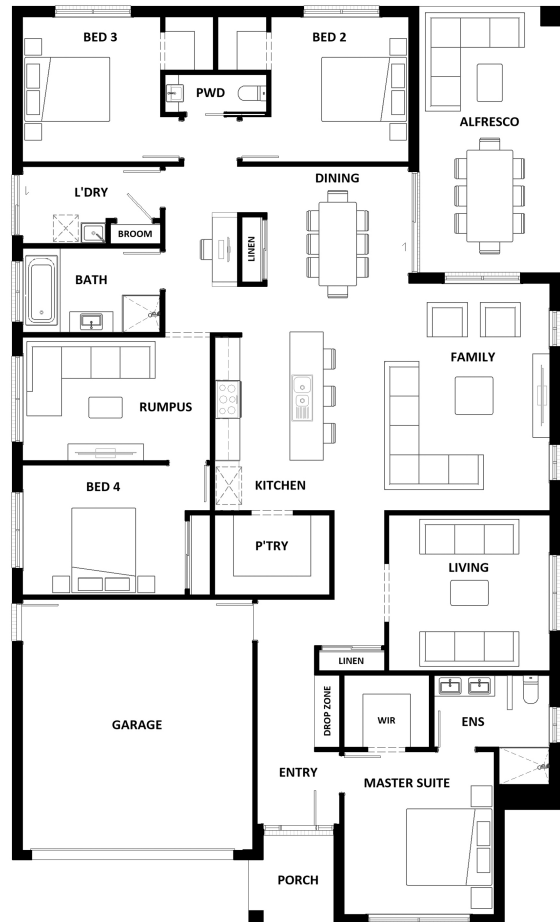 BED 3
BED 2
PWD
ALFRESCO
L'DRY
DINING
BROOM
LINEN
BATH
FAMILY
RUMPUS
KITCHEN
BED 4
P'TRY
LIVING
LINEN
DROP ZONE
WIR
ENS
GARAGE
ENTRY
MASTER SUITE
PORCH